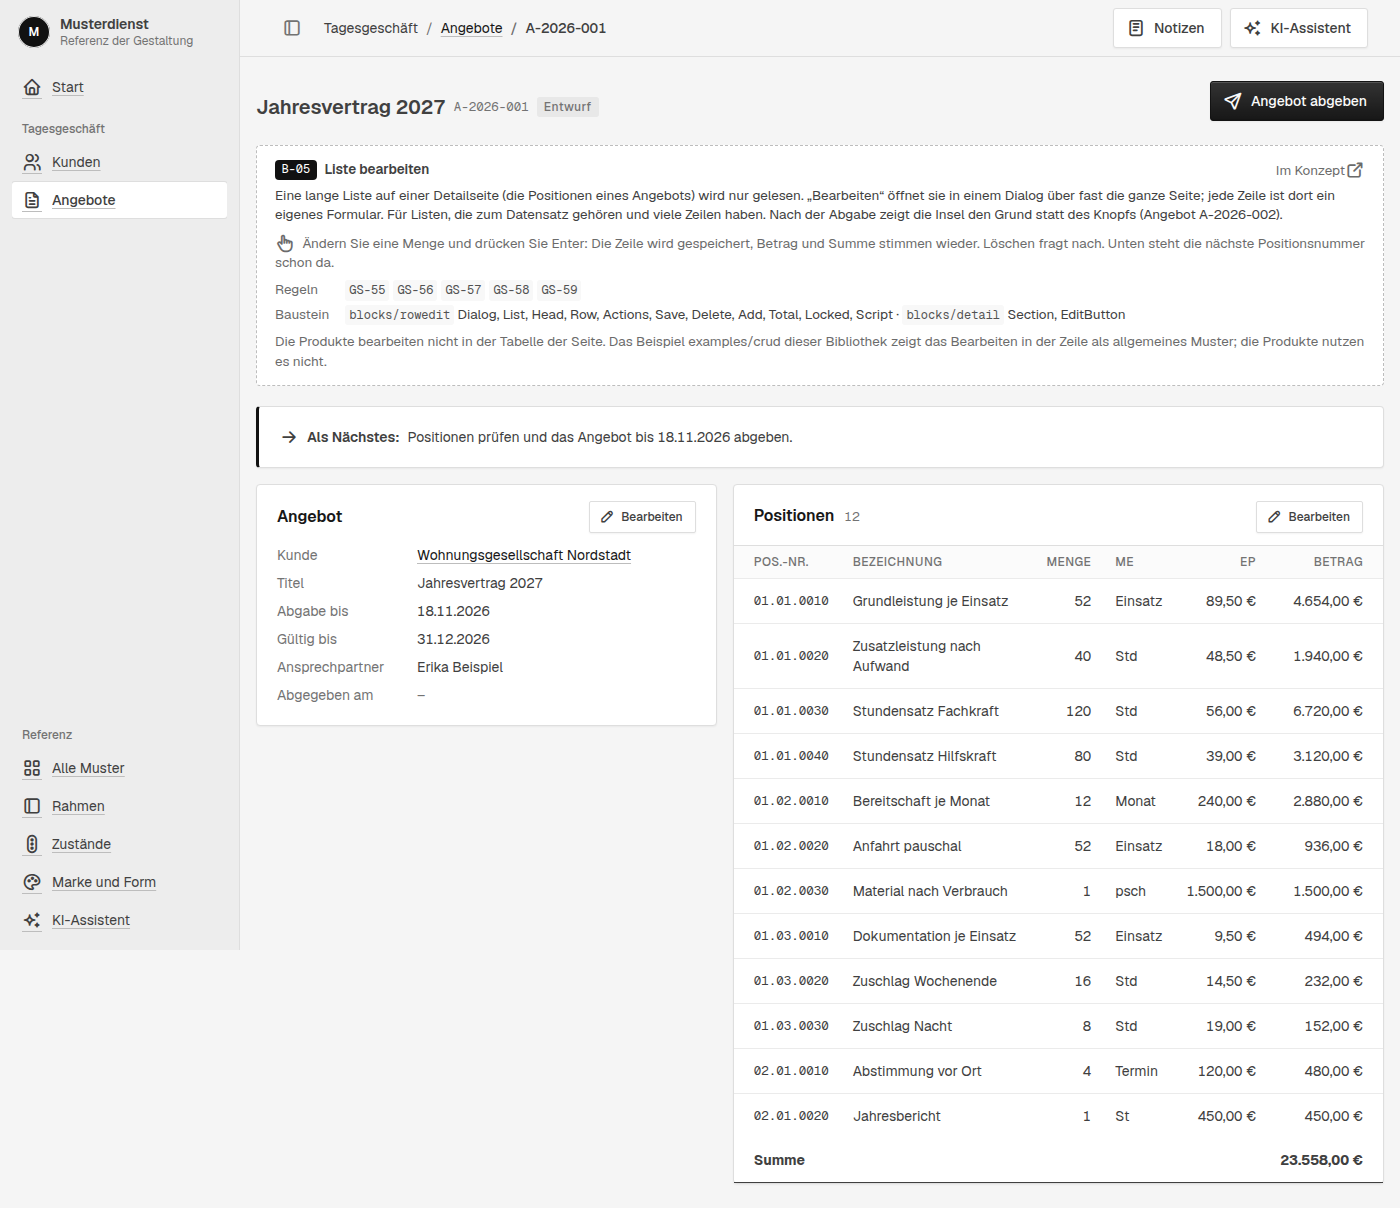 M
Musterdienst
Referenz der Gestaltung
Start
Tagesgeschäft
Kunden
Angebote
Referenz
Alle Muster
Rahmen
Zustände
Marke und Form
KI-Assistent
Tagesgeschäft / Angebote / A-2026-001
Notizen
KI-Assistent
Jahresvertrag 2027 A-2026-001 Entwurf
Angebot abgeben
B-05 Liste bearbeiten
Im Konzept
Eine lange Liste auf einer Detailseite (die Positionen eines Angebots) wird nur gelesen. „Bearbeiten“ öffnet sie in einem Dialog über fast die ganze Seite; jede Zeile ist dort ein
eigenes Formular. Für Listen, die zum Datensatz gehören und viele Zeilen haben. Nach der Abgabe zeigt die Insel den Grund statt des Knopfs (Angebot A-2026-002).
Ändern Sie eine Menge und drücken Sie Enter: Die Zeile wird gespeichert, Betrag und Summe stimmen wieder. Löschen fragt nach. Unten steht die nächste Positionsnummer
schon da.
Regeln GS-55 GS-56 GS-57 GS-58 GS-59
Baustein blocks/rowedit Dialog, List, Head, Row, Actions, Save, Delete, Add, Total, Locked, Script · blocks/detail Section, EditButton
Die Produkte bearbeiten nicht in der Tabelle der Seite. Das Beispiel examples/crud dieser Bibliothek zeigt das Bearbeiten in der Zeile als allgemeines Muster; die Produkte nutzen
es nicht.
Als Nächstes: Positionen prüfen und das Angebot bis 18.11.2026 abgeben.
Angebot
Bearbeiten
Kunde Wohnungsgesellschaft Nordstadt
Titel Jahresvertrag 2027
Abgabe bis 18.11.2026
Gültig bis 31.12.2026
Ansprechpartner Erika Beispiel
Abgegeben am –
Positionen 12
Bearbeiten
POS.-NR. BEZEICHNUNG MENGE ME EP BETRAG
01.01.0010 Grundleistung je Einsatz 52 Einsatz 89,50 € 4.654,00 €
01.01.0020 Zusatzleistung nach
Aufwand 40 Std 48,50 € 1.940,00 €
01.01.0030 Stundensatz Fachkraft 120 Std 56,00 € 6.720,00 €
01.01.0040 Stundensatz Hilfskraft 80 Std 39,00 € 3.120,00 €
01.02.0010 Bereitschaft je Monat 12 Monat 240,00 € 2.880,00 €
01.02.0020 Anfahrt pauschal 52 Einsatz 18,00 € 936,00 €
01.02.0030 Material nach Verbrauch 1 psch 1.500,00 € 1.500,00 €
01.03.0010 Dokumentation je Einsatz 52 Einsatz 9,50 € 494,00 €
01.03.0020 Zuschlag Wochenende 16 Std 14,50 € 232,00 €
01.03.0030 Zuschlag Nacht 8 Std 19,00 € 152,00 €
02.01.0010 Abstimmung vor Ort 4 Termin 120,00 € 480,00 €
02.01.0020 Jahresbericht 1 St 450,00 € 450,00 €
Summe 23.558,00 €